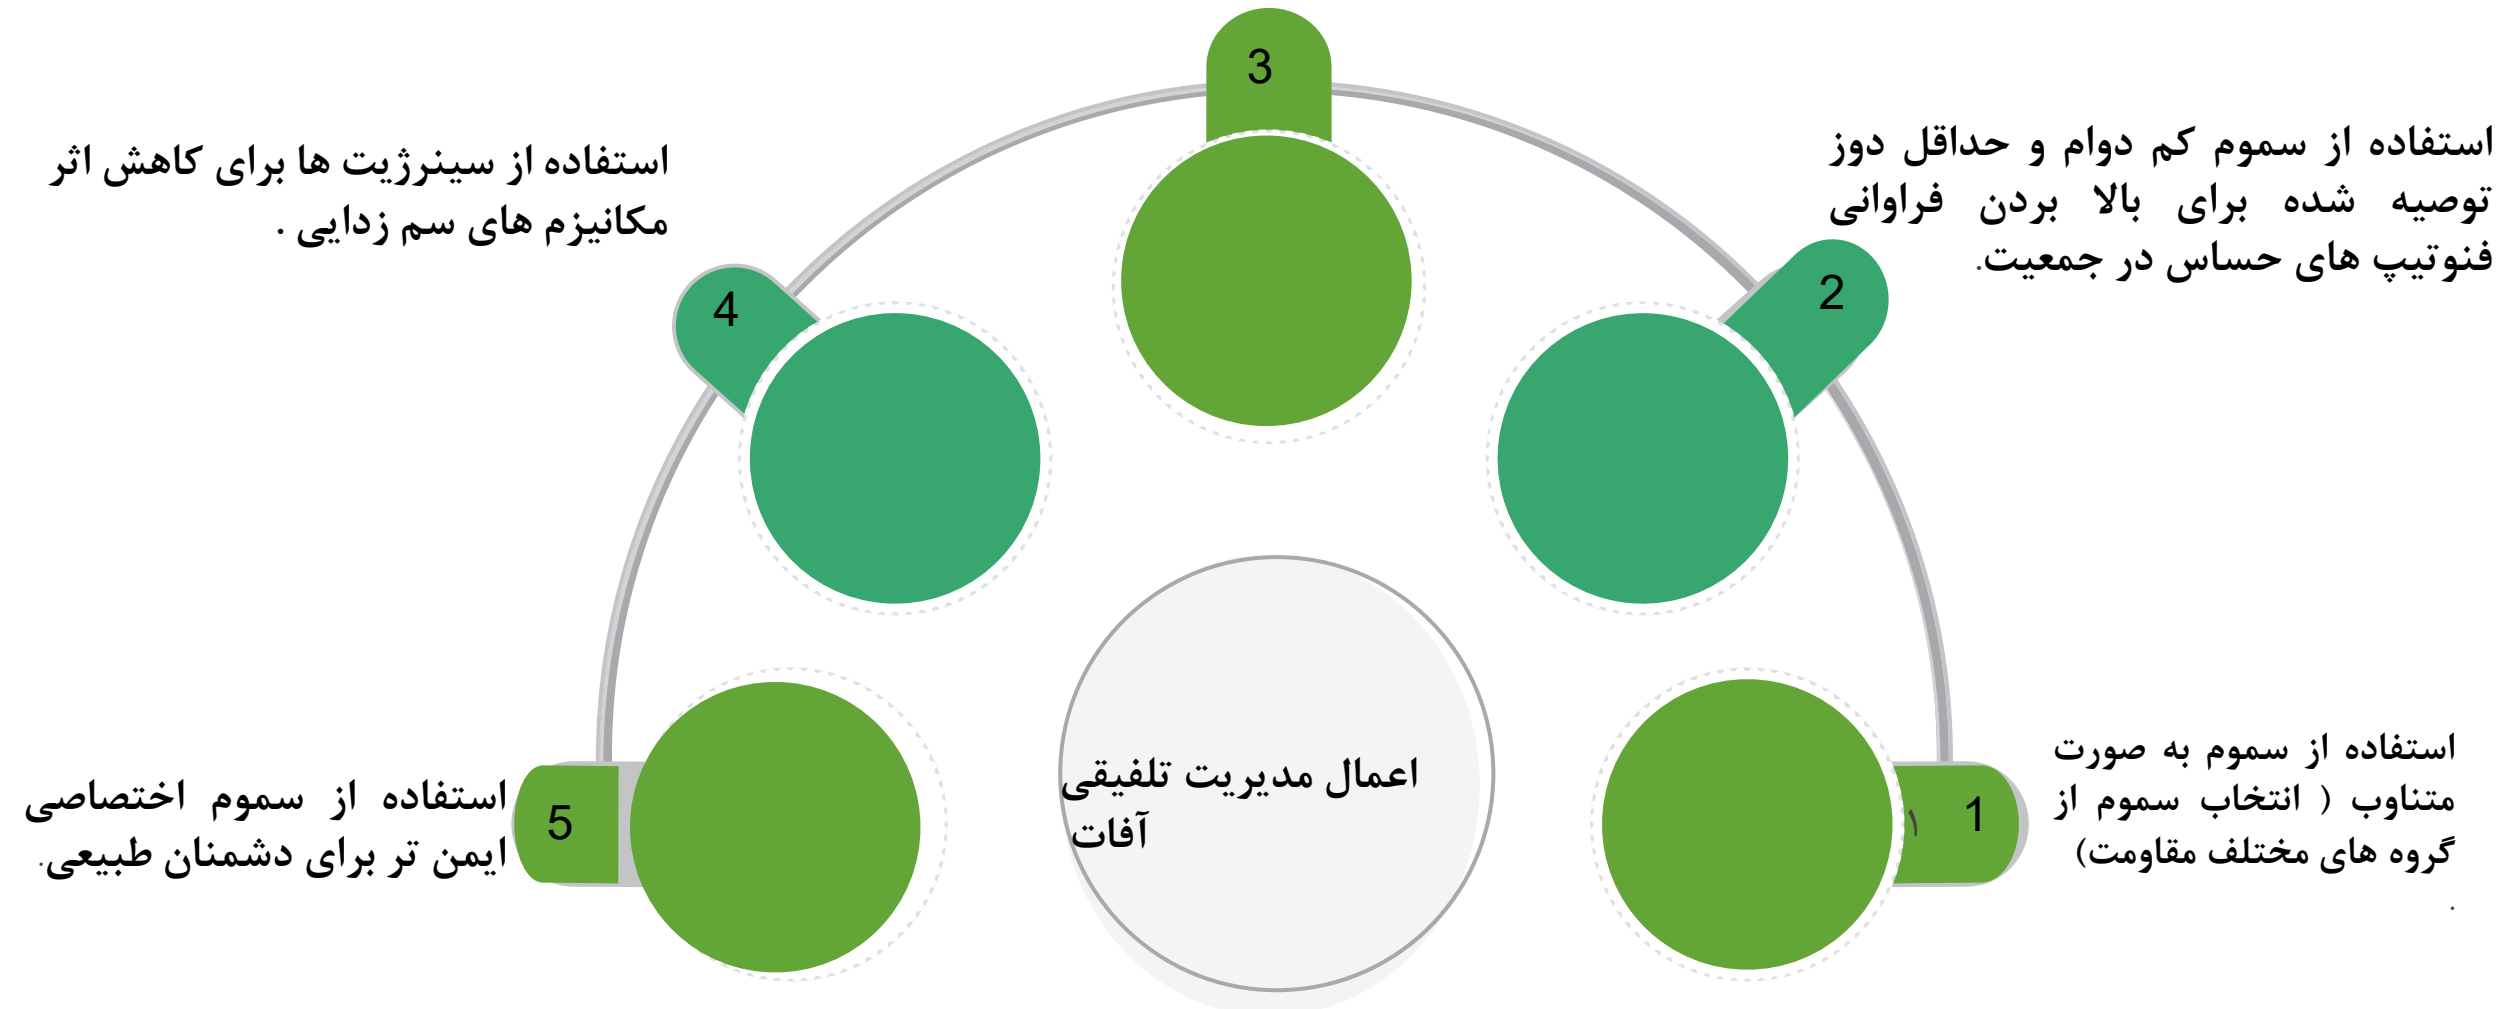 3
استفاده از سموم کم دوام و حداقل دوز
توصیه شده برای بالا بردن فراوانی
فنوتیپ های حساس در جمعیت.
2
استفاده از سینرژیست ها برای کاهش اثر
مکانیزم های سم زدایی .
4
استفاده از سموم به صورت
متناوب ( انتخاب سموم از
گروه های مختلف مقاومت)
.
1
اعمال مدیریت تلفیقی
آفات
استفاده از سموم اختصاصی
ایمن تر برای دشمنان طبیعی.
5